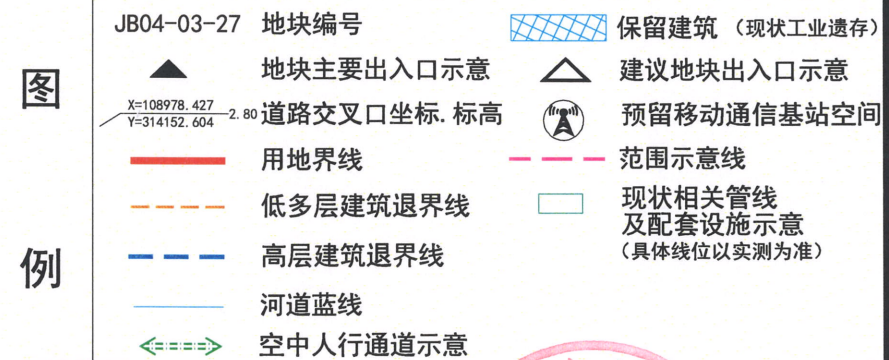 图例
JB04-03-27 地块编号
地块主要出入口示意
X=108978.427
Y=314152.604
2.80
道路交叉口坐标.标高
用地界线
低多层建筑退界线
高层建筑退界线
河道蓝线
空中人行通道示意
保留建筑（现状工业遗存）
建议地块出入口示意
预留移动通信基站空间
范围示意线
现状相关管线
及配套设施示意
（具体线位以实测为准）